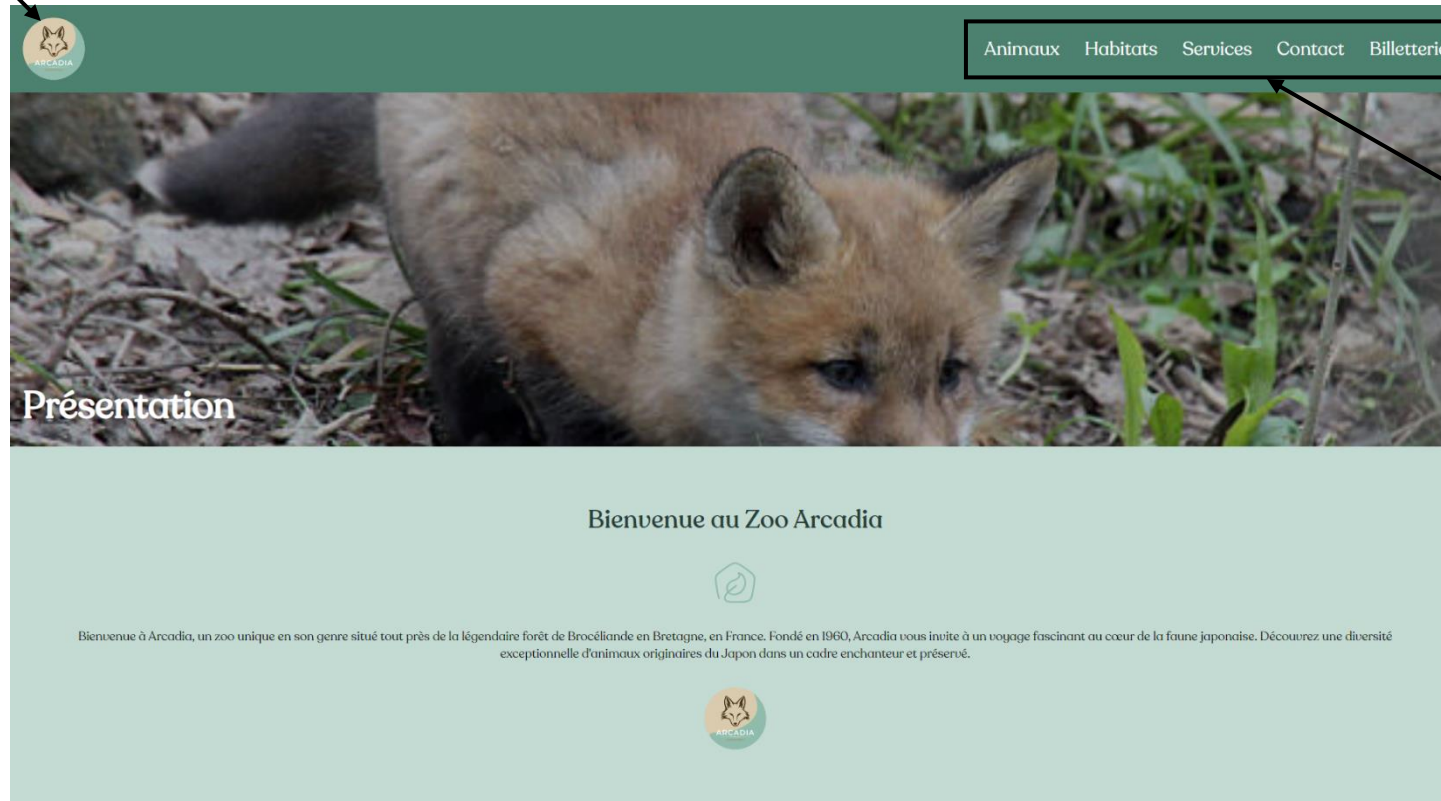 ARCADIA
Animaux Habitats Services Contact Billetterie
Présentation
Bienvenue au Zoo Arcadia
Bienvenue à Arcadia, un zoo unique en son genre situé tout près de la légendaire forêt de Brocéliande en Bretagne, en France. Fondé en 1960, Arcadia vous invite à un voyage fascinant au cœur de la faune japonaise. Découvrez une diversité
exceptionnelle d'animaux originaires du Japon dans un cadre enchanteur et préservé.
ARCADIA